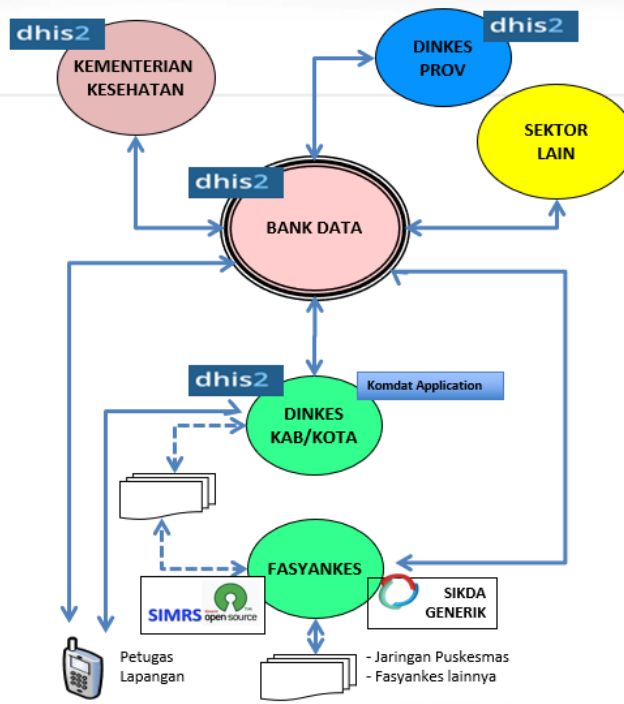 dhis2
KEMENTERIAN
KESEHATAN
DINKES
PROV
dhis2
SEKTOR
LAIN
dhis2
BANK DATA
dhis2
Komdat Application
DINKES
KAB/KOTA
FASYANKES
SIMRS open source
SIKDA
GENERIK
Petugas
Lapangan
- Jaringan Puskesmas
- Fasyankes lainnya